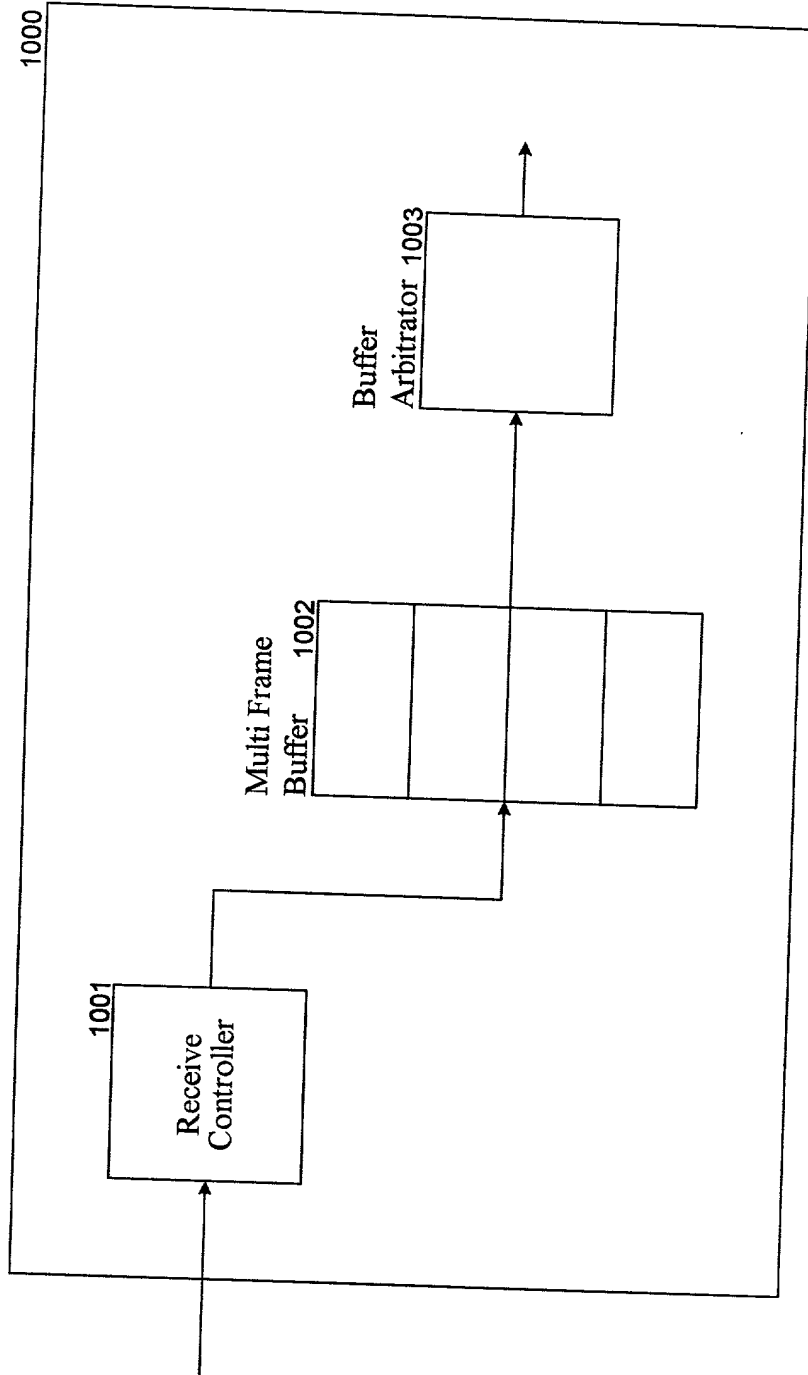 1000
1001
Receive
Controller
Multi Frame
Buffer 1002
Buffer
Arbitrator 1003